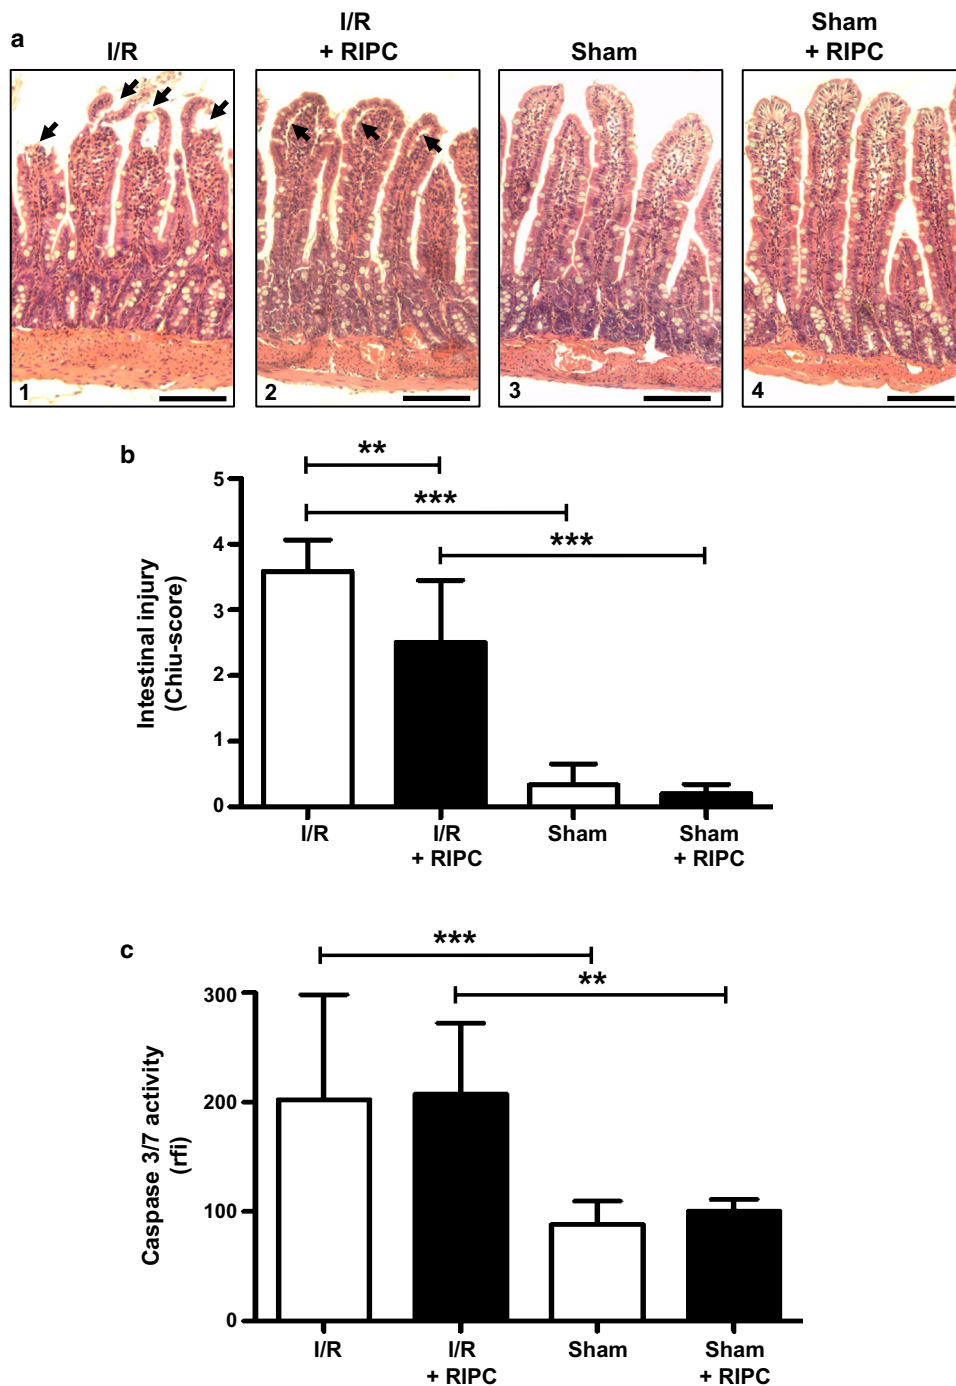 a
I/R
I/R
+ RIPC
Sham
Sham
+ RIPC
1
2
3
4
b
**
***
***
Intestinal injury
(Chiu-score)
5
4
3
2
1
0
I/R
I/R
+ RIPC
Sham
Sham
+ RIPC
c
***
**
Caspase 3/7 activity
(rfi)
300
200
100
0
I/R
I/R
+ RIPC
Sham
Sham
+ RIPC